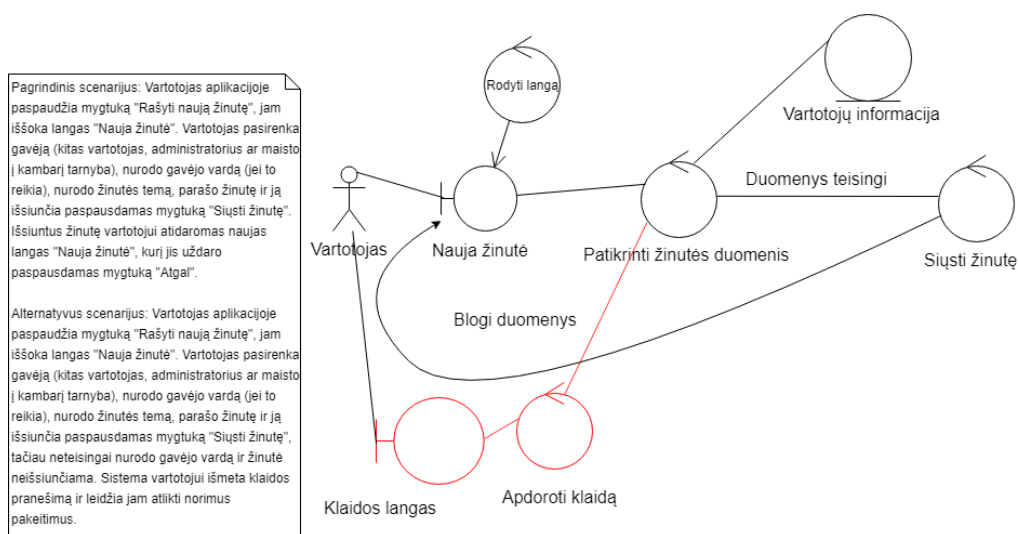 Pagrindinis scenarijus: Vartotojas aplikacijoje
paspaudžia mygtuką "Rašyti naują žinutę", jam
iššoka langas "Nauja žinutė". Vartotojas pasirenka
gavėją (kitas vartotojas, administratorius ar maisto
į kambarį tarnyba), nurodo gavėjo vardą (jei to
reikia), nurodo žinutės temą, parašo žinutę ir ją
išsiunčia paspausdamas mygtuką "Siųsti žinutę".
Išsiuntus žinutę vartotojui atidaromas naujas
langas "Nauja žinutė", kurį jis uždaro
paspausdamas mygtuką "Atgal".
Alternatyvus scenarijus: Vartotojas aplikacijoje
paspaudžia mygtuką "Rašyti naują žinutę", jam
iššoka langas "Nauja žinutė". Vartotojas pasirenka
gavėją (kitas vartotojas, administratorius ar maisto
į kambarį tarnyba), nurodo gavėjo vardą (jei to
reikia), nurodo žinutės temą, parašo žinutę ir ją
išsiunčia paspausdamas mygtuką "Siųsti žinutę",
tačiau neteisingai nurodo gavėjo vardą ir žinutė
neišsiunčiama. Sistema vartotojui išmeta klaidos
pranešimą ir leidžia jam atlikti norimus
pakeitimus.
Rodyti langą
Vartotojų informacija
Duomenys teisingi
Vartotojas
Nauja žinutė
Patikrinti žinutės duomenis
Siųsti žinutę
Blogi duomenys
Klaidos langas
Apdoroti klaidą